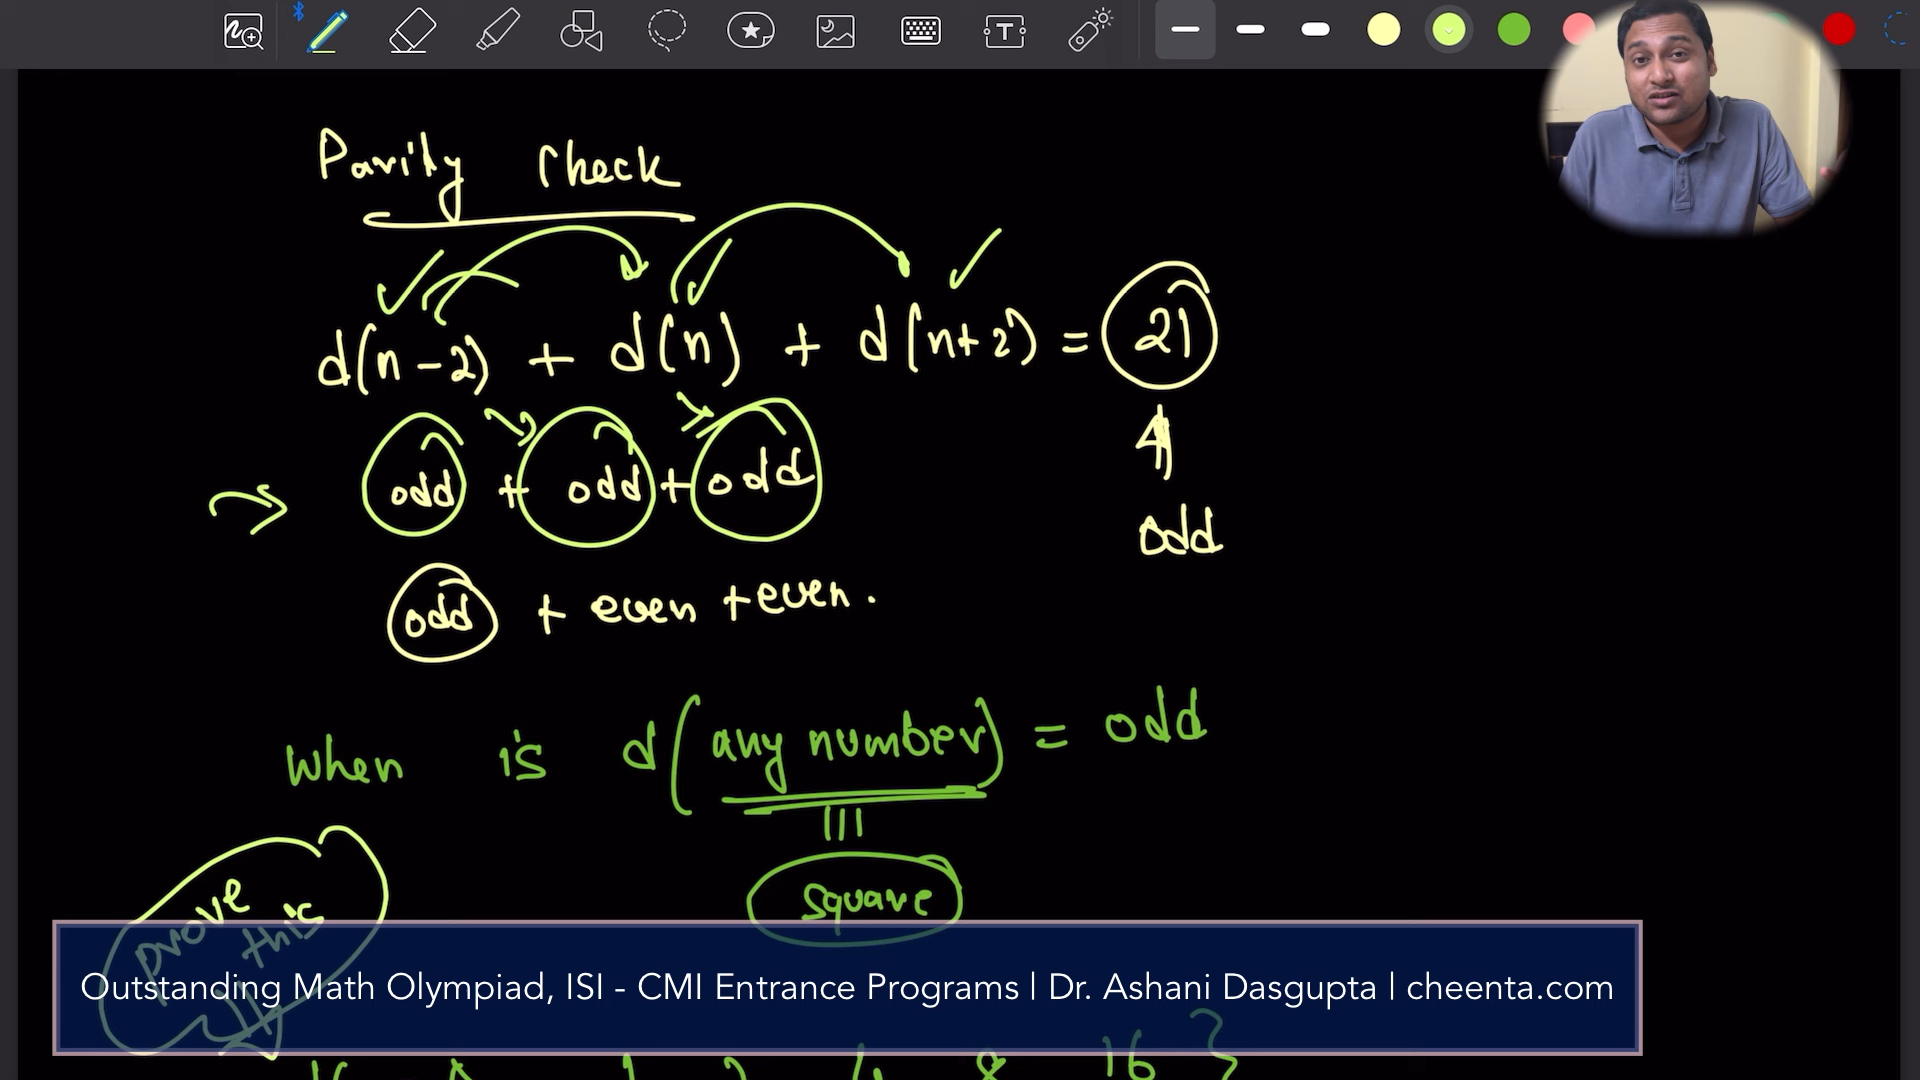 Parity Check
d(n-2) + d(n) + d(n+2) = 21
odd + odd + odd
odd
odd + even + even.
When is d(any number) = odd
square
prove
this
Outstanding Math Olympiad, ISI - CMI Entrance Programs | Dr. Ashani Dasgupta | cheenta.com
16 }